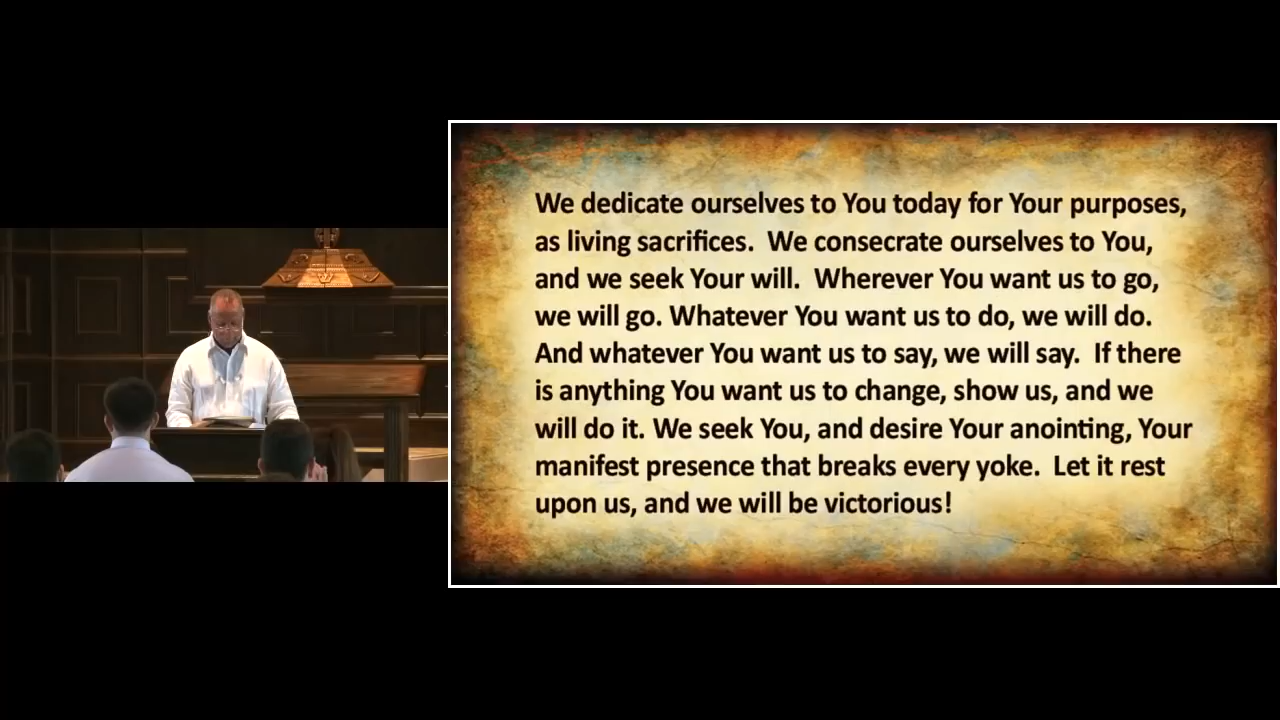 We dedicate ourselves to You today for Your purposes,
as living sacrifices.  We consecrate ourselves to You,
and we seek Your will.  Wherever You want us to go,
we will go. Whatever You want us to do, we will do.
And whatever You want us to say, we will say.  If there
is anything You want us to change, show us, and we
will do it. We seek You, and desire Your anointing, Your
manifest presence that breaks every yoke.  Let it rest
upon us, and we will be victorious!